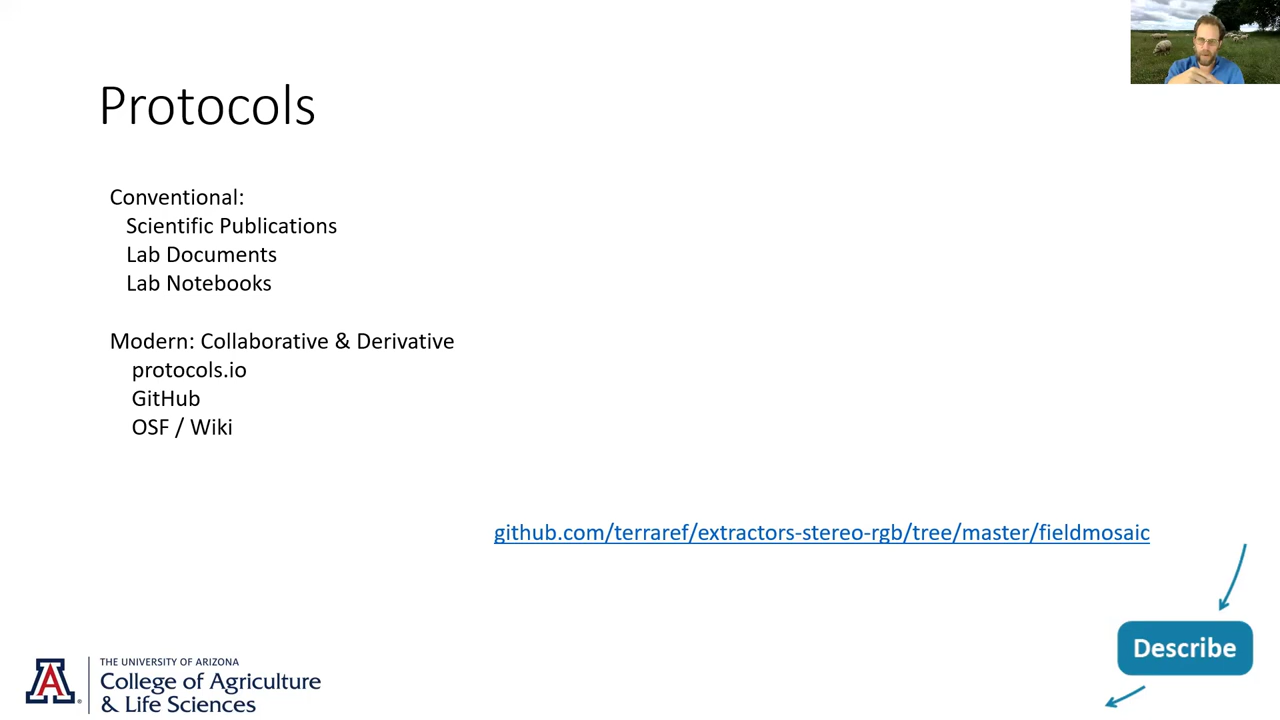 Protocols
Conventional:
Scientific Publications
Lab Documents
Lab Notebooks
Modern: Collaborative & Derivative
protocols.io
GitHub
OSF / Wiki
github.com/terraref/extractors-stereo-rgb/tree/master/fieldmosaic
Describe
A
THE UNIVERSITY OF ARIZONA
College of Agriculture
& Life Sciences